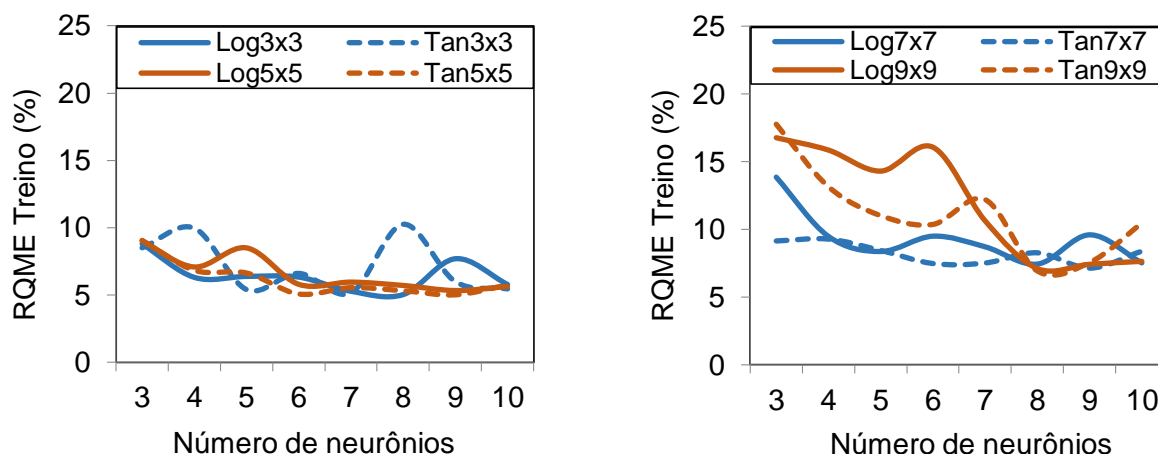 25
20
15
10
5
0
RQME Treino (%)
Log3x3 Tan3x3
Log5x5 Tan5x5
3 4 5 6 7 8 9 10
Número de neurônios
25
20
15
10
5
0
RQME Treino (%)
Log7x7 Tan7x7
Log9x9 Tan9x9
3 4 5 6 7 8 9 10
Número de neurônios